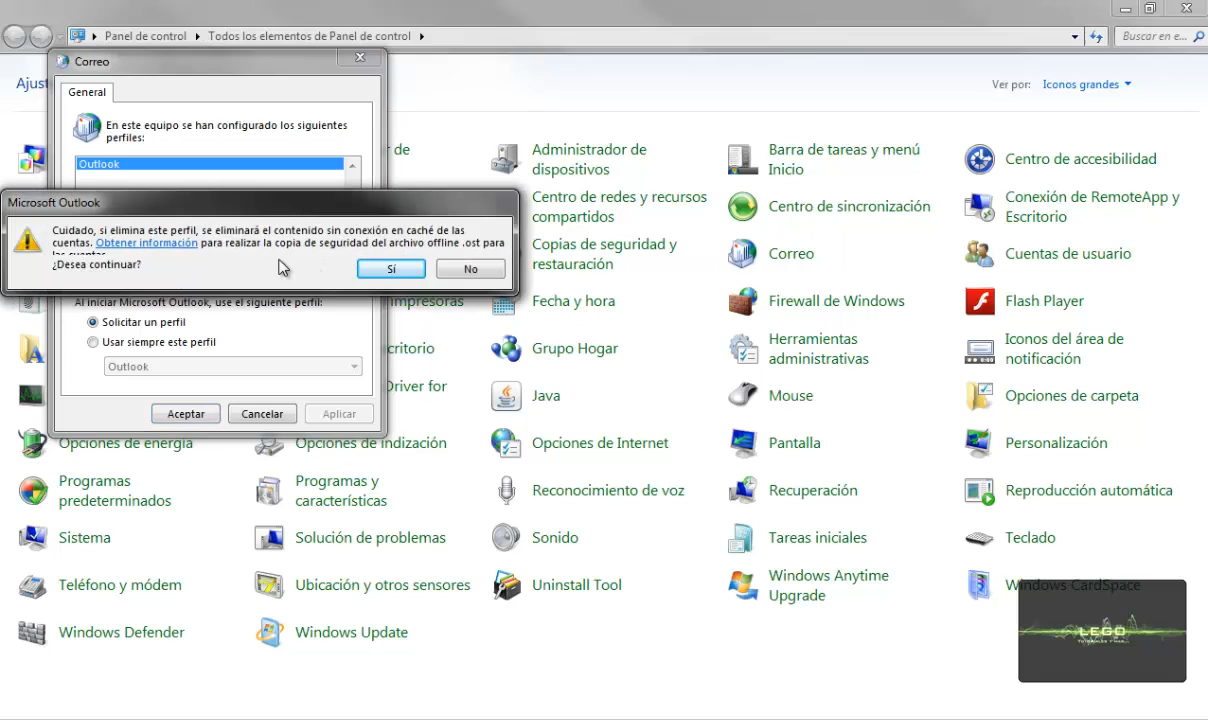 Panel de control
Todos los elementos de Panel de control
Buscar en e...
Correo
Ajus
Ver por:
Iconos grandes
General
En este equipo se han configurado los siguientes
perfiles:
Outlook
Microsoft Outlook
Cuidado, si elimina este perfil, se eliminará el contenido sin conexión en caché de las
cuentas. Obtener información para realizar la copia de seguridad del archivo offline .ost para
las cuentas.
¿Desea continuar?
Sí
No
Al iniciar Microsoft Outlook, use el siguiente perfil:
Solicitar un perfil
Usar siempre este perfil
Outlook
Aceptar
Cancelar
Aplicar
r de
Administrador de
dispositivos
Barra de tareas y menú
Inicio
Centro de accesibilidad
Centro de redes y recursos
compartidos
Centro de sincronización
Conexión de RemoteApp y
Escritorio
Copias de seguridad y
restauración
Correo
Cuentas de usuario
impresoras
Fecha y hora
Firewall de Windows
Flash Player
critorio
Grupo Hogar
Herramientas
administrativas
Iconos del área de
notificación
Driver for
Java
Mouse
Opciones de carpeta
Opciones de energía
Opciones de indización
Opciones de Internet
Pantalla
Personalización
Programas
predeterminados
Programas y
características
Reconocimiento de voz
Recuperación
Reproducción automática
Sistema
Solución de problemas
Sonido
Tareas iniciales
Teclado
Teléfono y módem
Ubicación y otros sensores
Uninstall Tool
Windows Anytime
Upgrade
Windows CardSpace
Windows Defender
Windows Update
LEGO